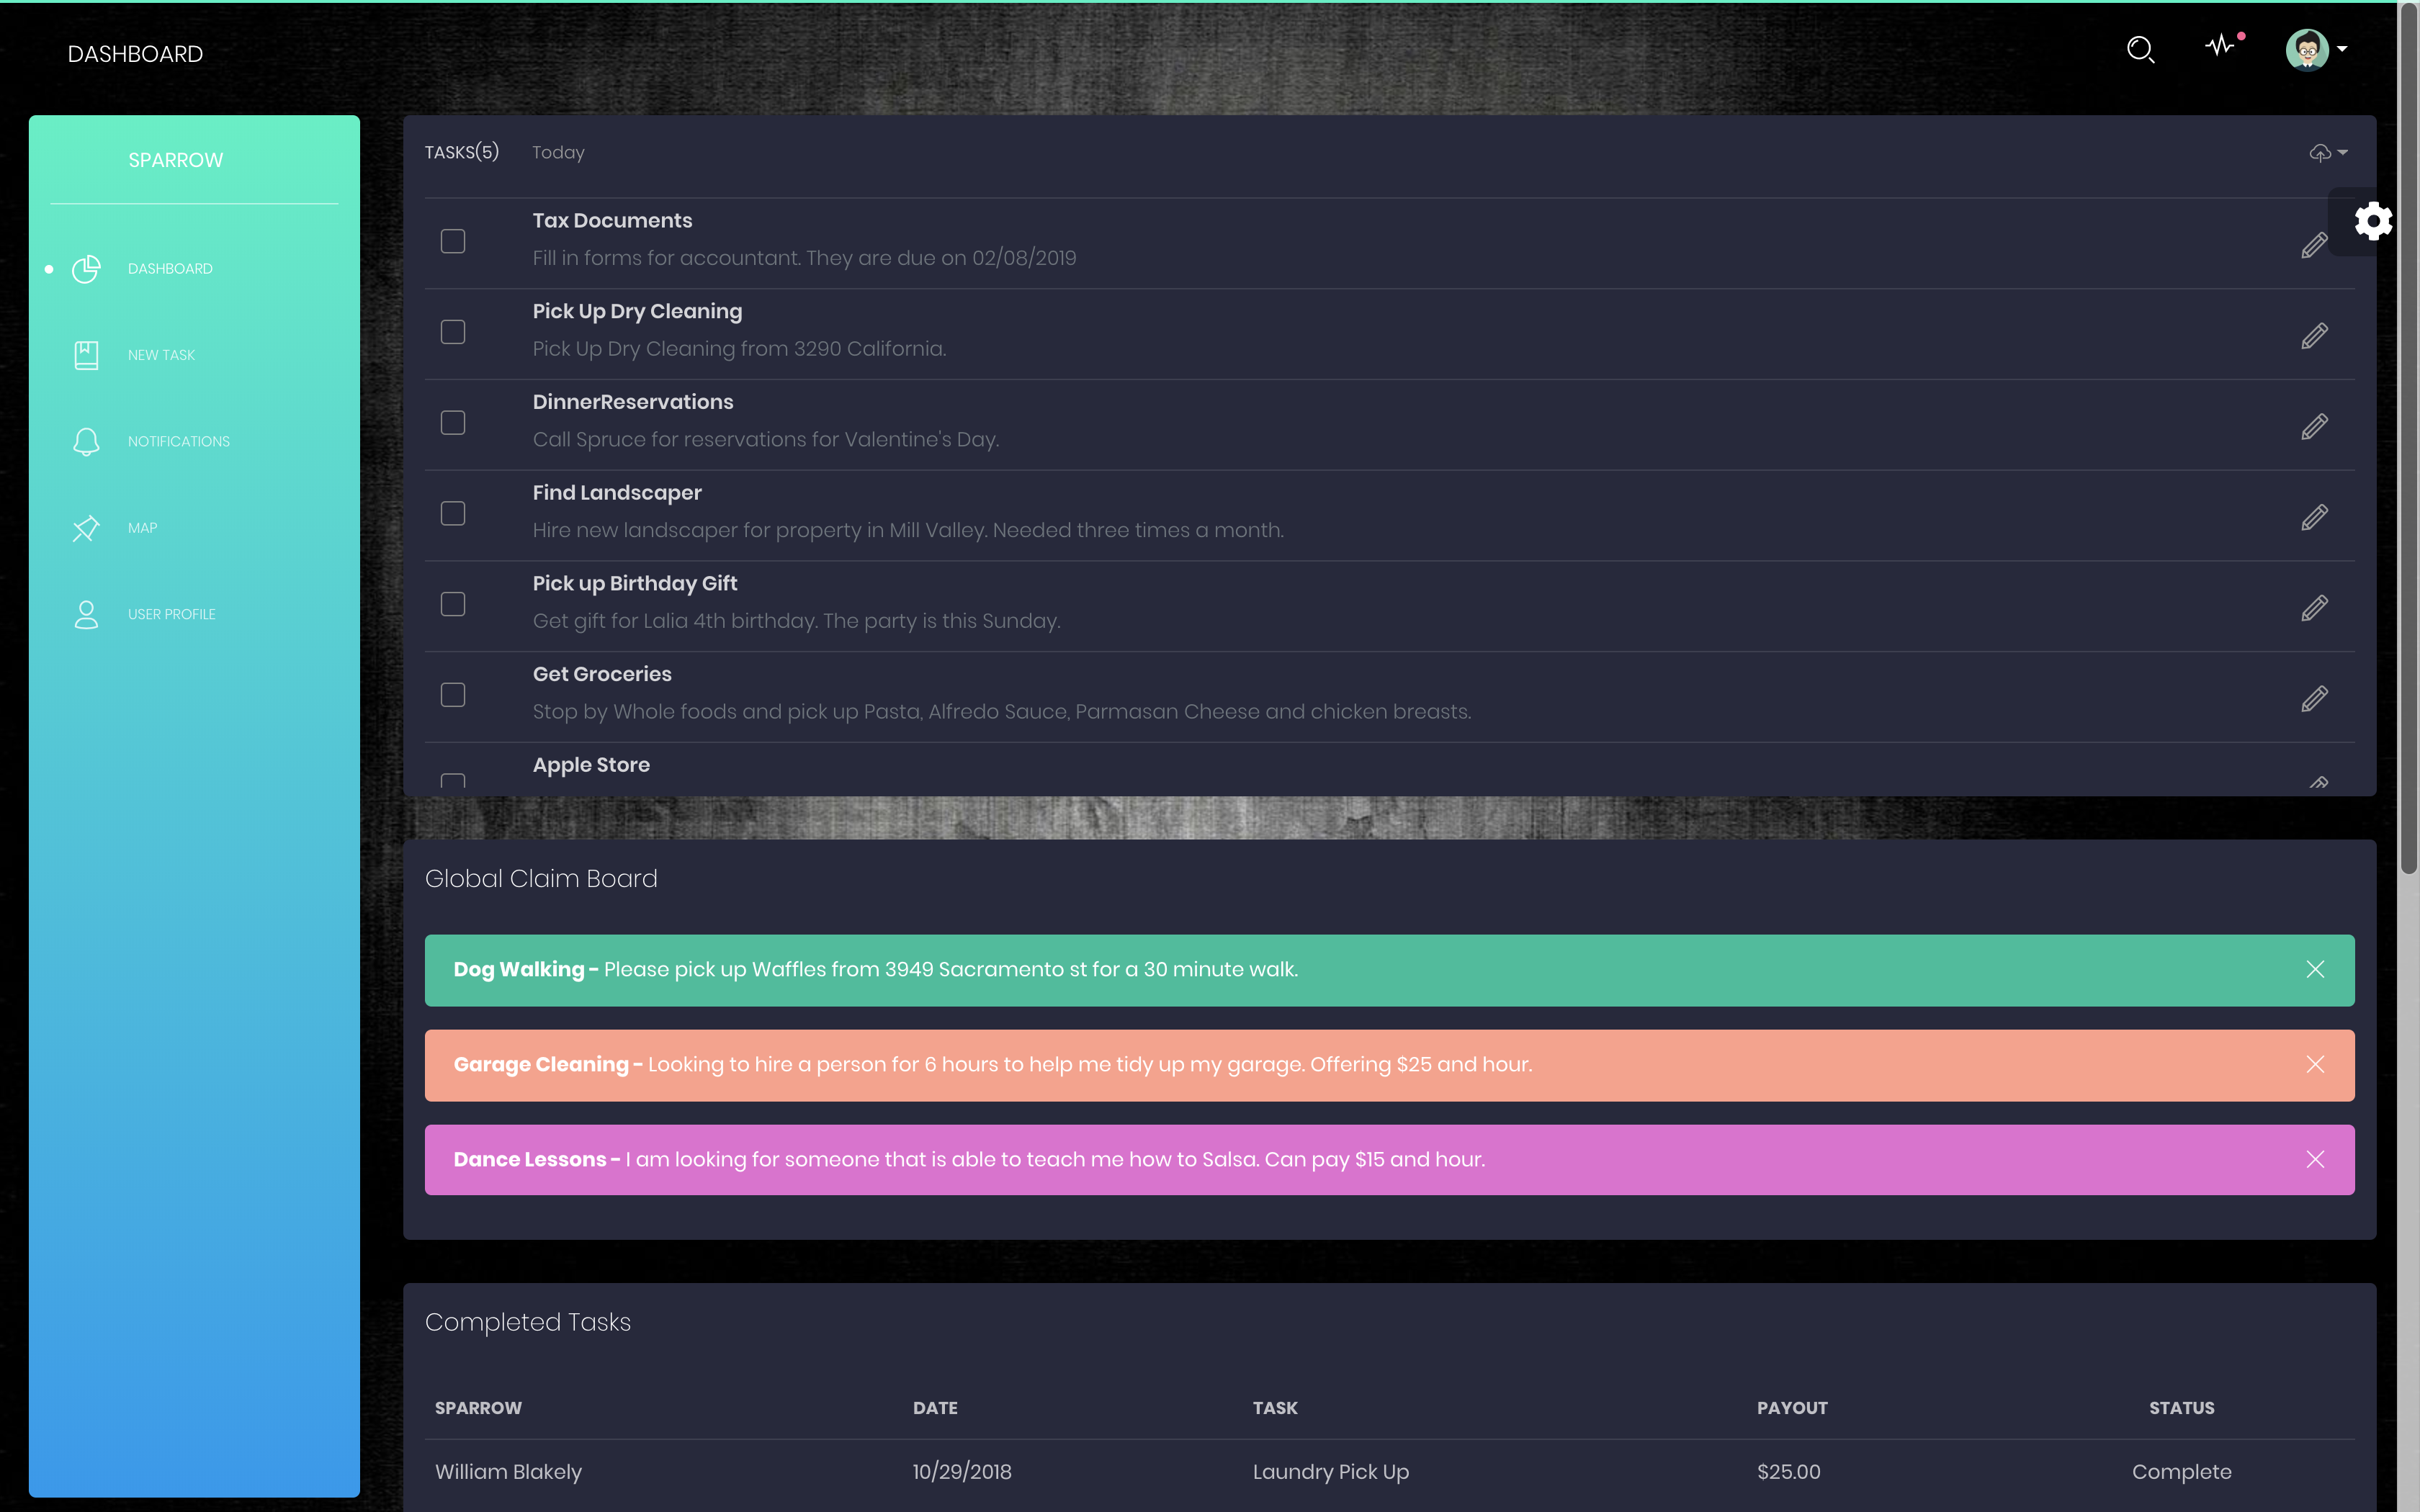 DASHBOARD
SPARROW
DASHBOARD
NEW TASK
NOTIFICATIONS
MAP
USER PROFILE
TASKS(5) Today
Tax Documents
Fill in forms for accountant. They are due on 02/08/2019
Pick Up Dry Cleaning
Pick Up Dry Cleaning from 3290 California.
DinnerReservations
Call Spruce for reservations for Valentine's Day.
Find Landscaper
Hire new landscaper for property in Mill Valley. Needed three times a month.
Pick up Birthday Gift
Get gift for Lalia 4th birthday. The party is this Sunday.
Get Groceries
Stop by Whole foods and pick up Pasta, Alfredo Sauce, Parmasan Cheese and chicken breasts.
Apple Store
Global Claim Board
Dog Walking - Please pick up Waffles from 3949 Sacramento st for a 30 minute walk.
Garage Cleaning - Looking to hire a person for 6 hours to help me tidy up my garage. Offering $25 and hour.
Dance Lessons - I am looking for someone that is able to teach me how to Salsa. Can pay $15 and hour.
Completed Tasks
SPARROW DATE TASK PAYOUT STATUS
William Blakely 10/29/2018 Laundry Pick Up $25.00 Complete